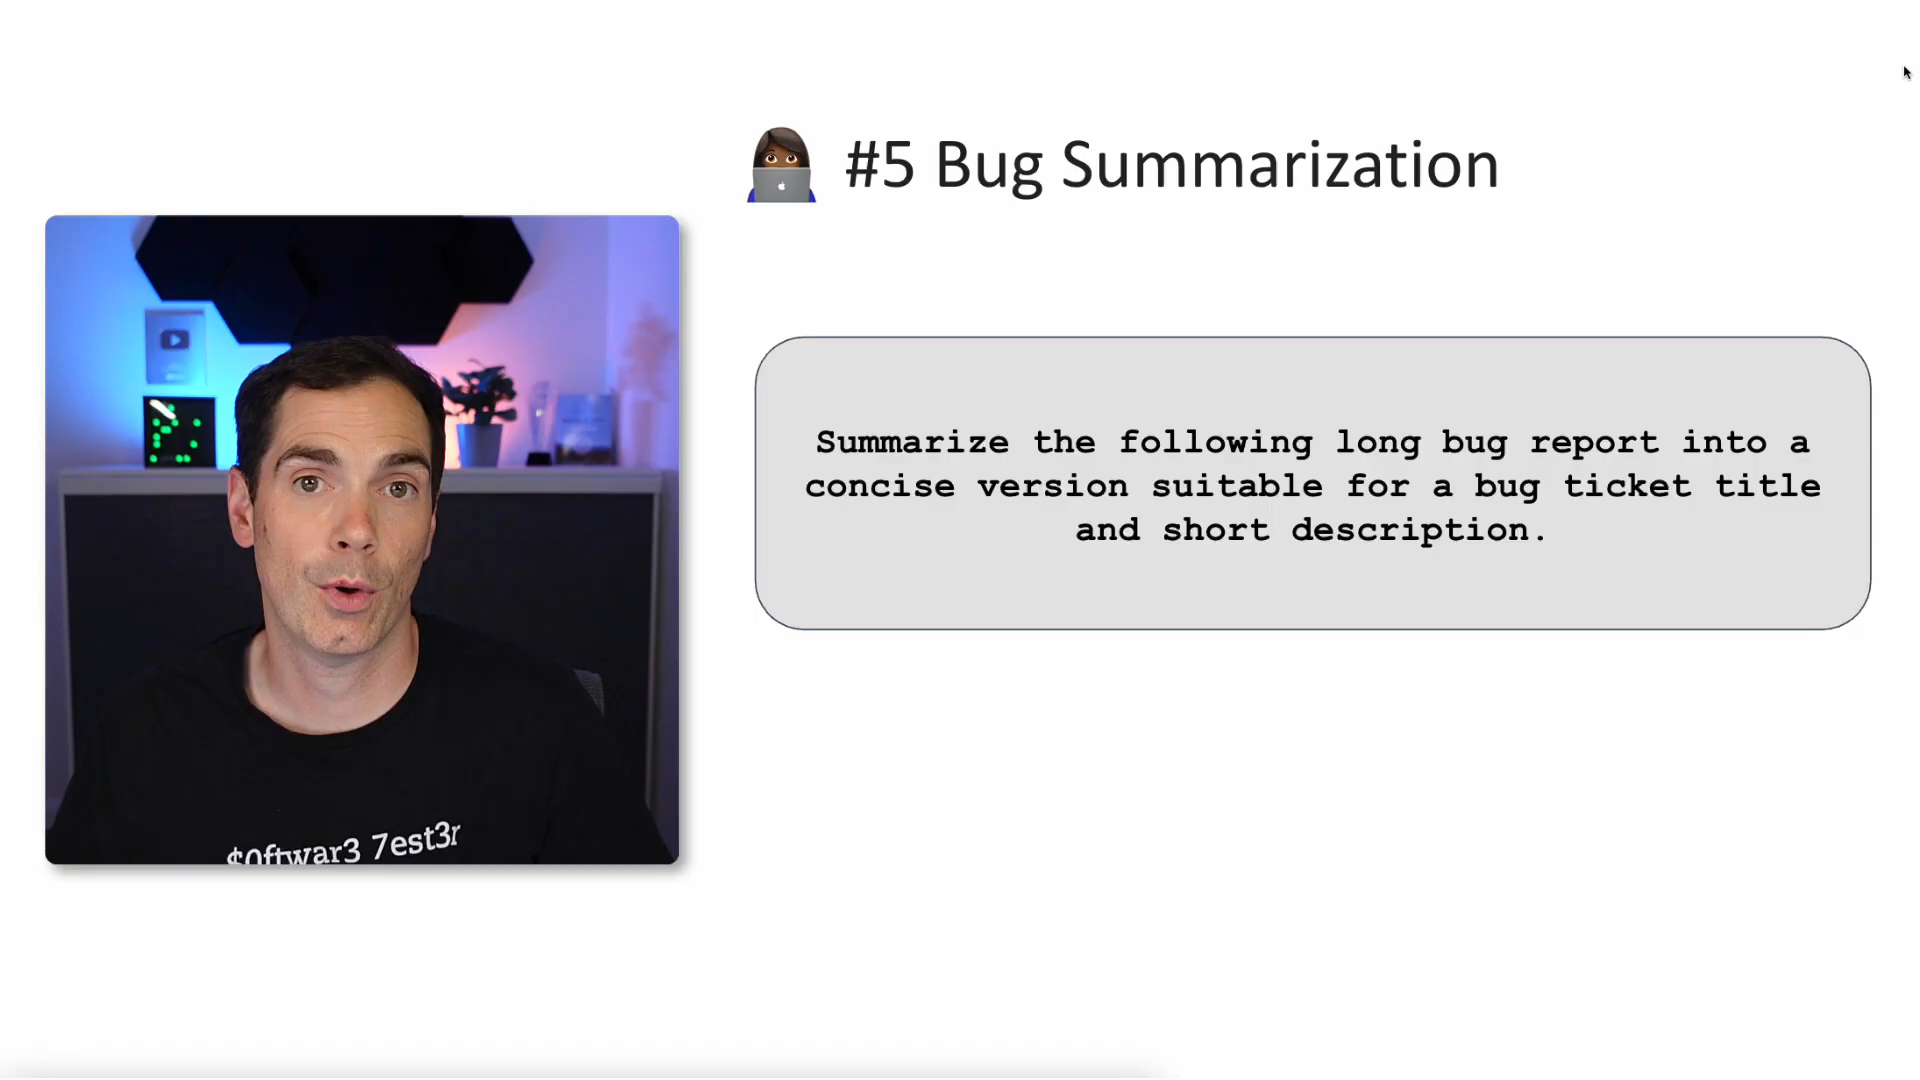 #5 Bug Summarization
Summarize the following long bug report into a
concise version suitable for a bug ticket title
and short description.
$0ftwar3 7est3r